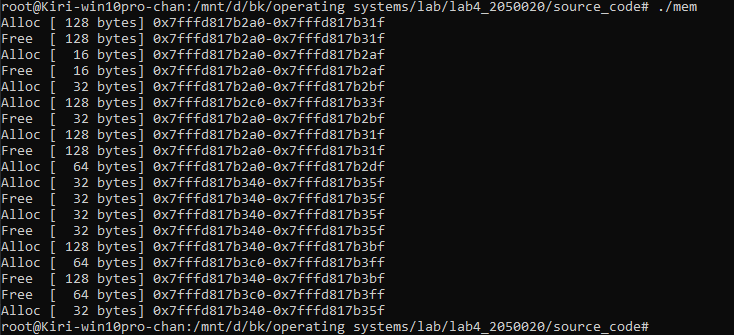 root@Kiri-win10pro-chan:/mnt/d/bk/operating systems/lab/lab4_2050020/source_code# ./mem
Alloc [ 128 bytes] 0x7fffd817b2a0-0x7fffd817b31f
Free  [ 128 bytes] 0x7fffd817b2a0-0x7fffd817b31f
Alloc [  16 bytes] 0x7fffd817b2a0-0x7fffd817b2af
Free  [  16 bytes] 0x7fffd817b2a0-0x7fffd817b2af
Alloc [  32 bytes] 0x7fffd817b2a0-0x7fffd817b2bf
Alloc [ 128 bytes] 0x7fffd817b2c0-0x7fffd817b33f
Free  [  32 bytes] 0x7fffd817b2a0-0x7fffd817b2bf
Alloc [ 128 bytes] 0x7fffd817b2a0-0x7fffd817b31f
Free  [ 128 bytes] 0x7fffd817b2a0-0x7fffd817b31f
Alloc [  64 bytes] 0x7fffd817b2a0-0x7fffd817b2df
Alloc [  32 bytes] 0x7fffd817b340-0x7fffd817b35f
Free  [  32 bytes] 0x7fffd817b340-0x7fffd817b35f
Alloc [  32 bytes] 0x7fffd817b340-0x7fffd817b35f
Free  [  32 bytes] 0x7fffd817b340-0x7fffd817b35f
Alloc [ 128 bytes] 0x7fffd817b340-0x7fffd817b3bf
Alloc [  64 bytes] 0x7fffd817b3c0-0x7fffd817b3ff
Free  [ 128 bytes] 0x7fffd817b340-0x7fffd817b3bf
Free  [  64 bytes] 0x7fffd817b3c0-0x7fffd817b3ff
Alloc [  32 bytes] 0x7fffd817b340-0x7fffd817b35f
root@Kiri-win10pro-chan:/mnt/d/bk/operating systems/lab/lab4_2050020/source_code#